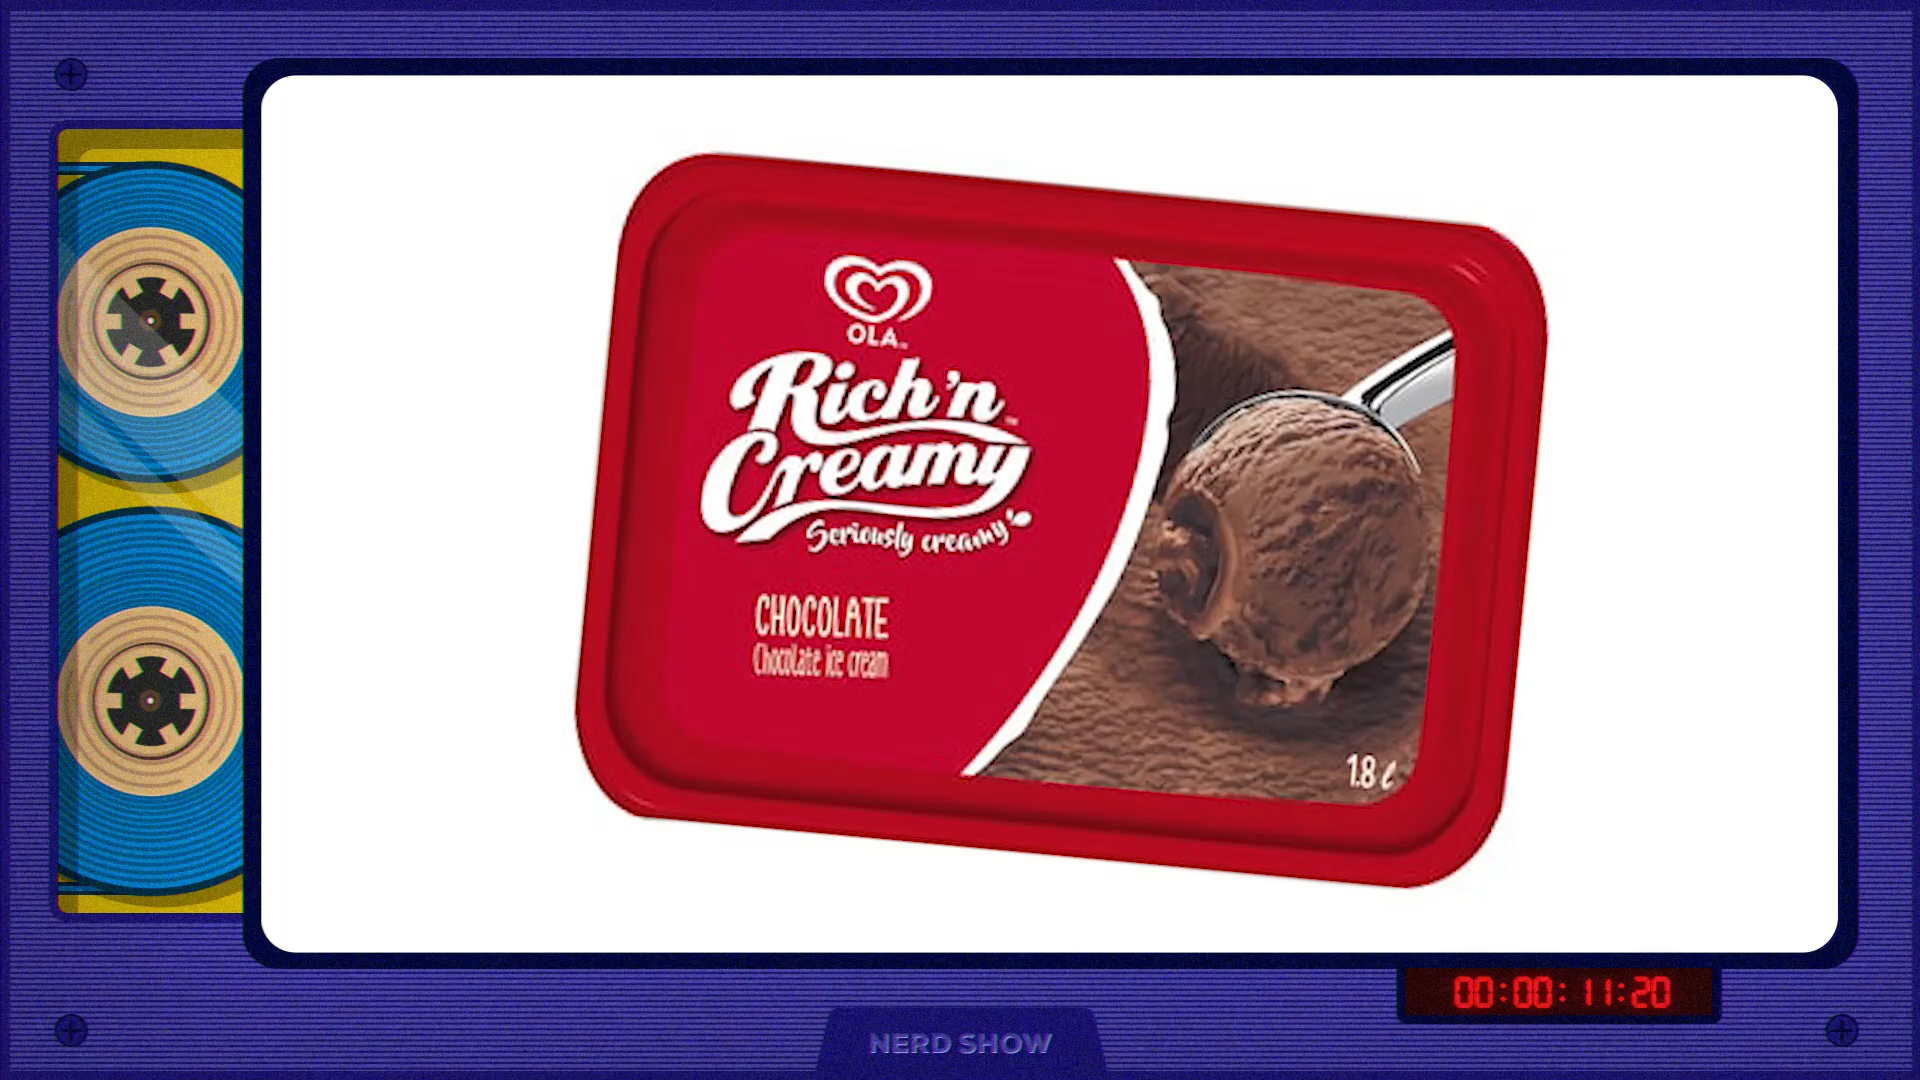 OLA
Rich'n
Creamy
Seriously creamy
CHOCOLATE
Chocolate ice cream
1.8 ℓ
00:00:11:20
NERD SHOW